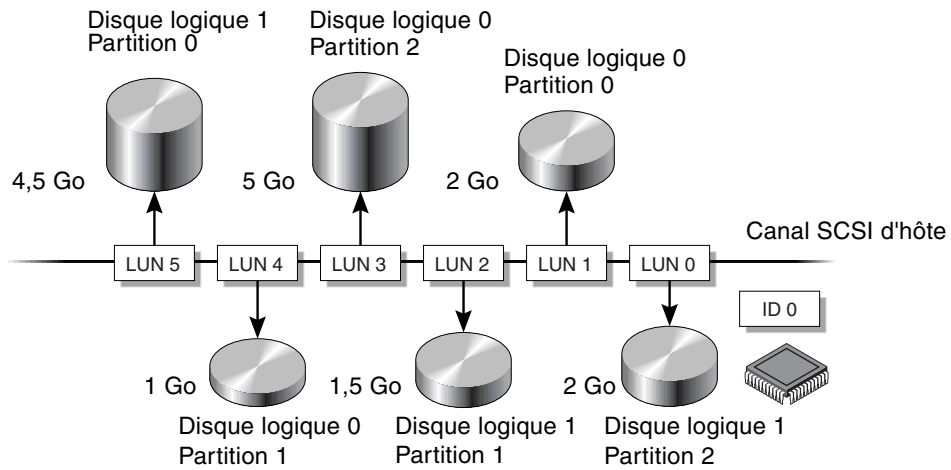 Disque logique 1
Partition 0
Disque logique 0
Partition 2
Disque logique 0
Partition 0
4,5 Go
5 Go
2 Go
Canal SCSI d'hôte
LUN 5
LUN 4
LUN 3
LUN 2
LUN 1
LUN 0
ID 0
1 Go
1,5 Go
2 Go
Disque logique 0
Partition 1
Disque logique 1
Partition 1
Disque logique 1
Partition 2